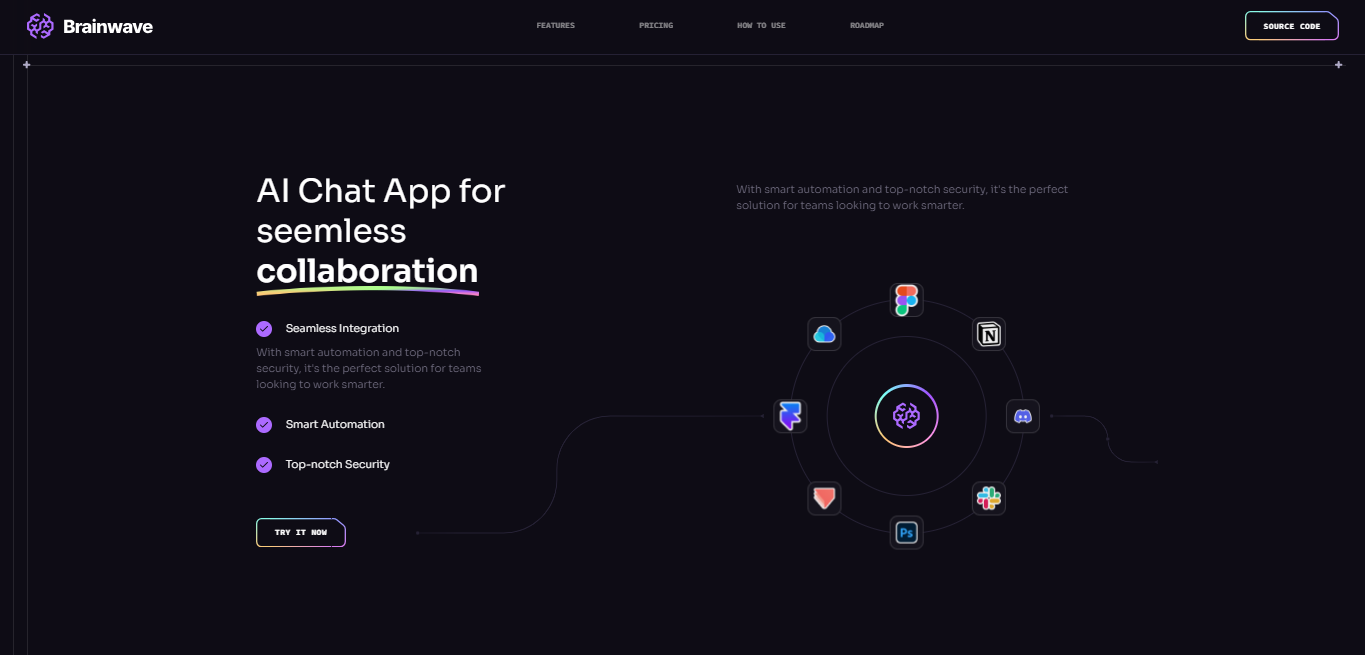 Brainwave
FEATURES
PRICING
HOW TO USE
ROADMAP
SOURCE CODE
AI Chat App for
seemless
collaboration
Seamless Integration
With smart automation and top-notch
security, it's the perfect solution for teams
looking to work smarter.
Smart Automation
Top-notch Security
TRY IT NOW
With smart automation and top-notch security, it's the perfect
solution for teams looking to work smarter.
N
Ps